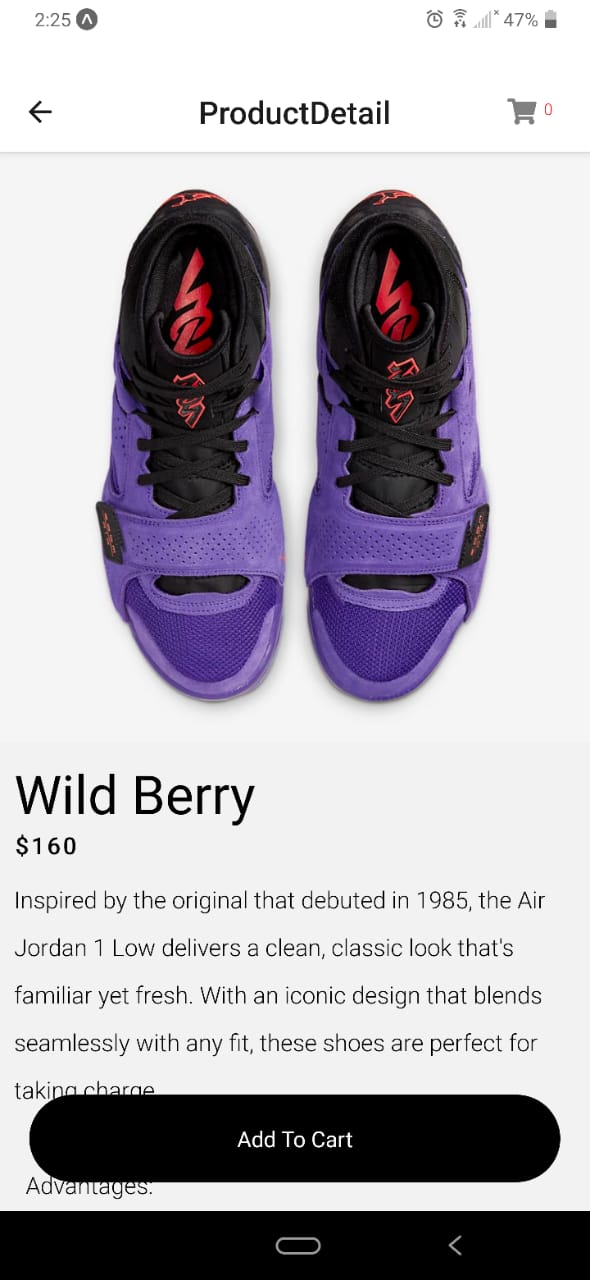 2:25
47%
ProductDetail
0
Wild Berry
$160
Inspired by the original that debuted in 1985, the Air
Jordan 1 Low delivers a clean, classic look that's
familiar yet fresh. With an iconic design that blends
seamlessly with any fit, these shoes are perfect for
taking charge
Add To Cart
Advantages: